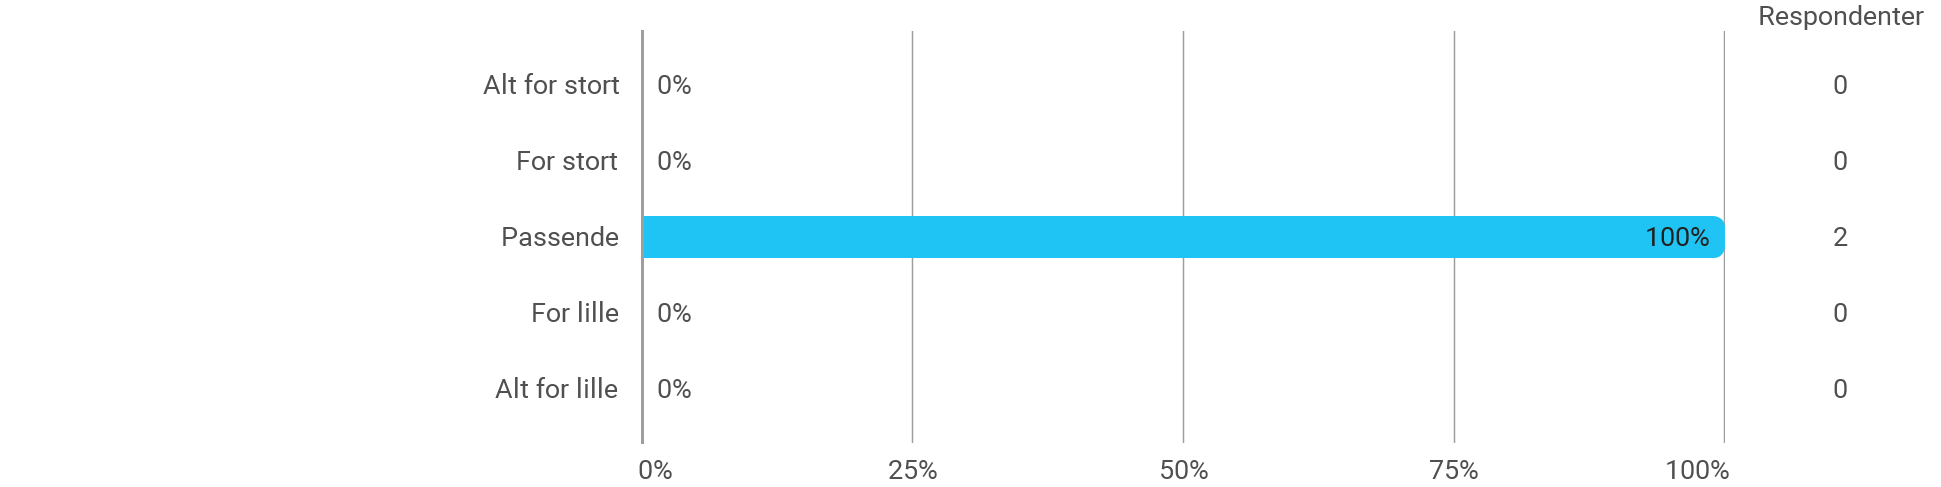 Respondenter
Alt for stort 0% 0
For stort 0% 0
Passende 100% 2
For lille 0% 0
Alt for lille 0% 0
0% 25% 50% 75% 100%